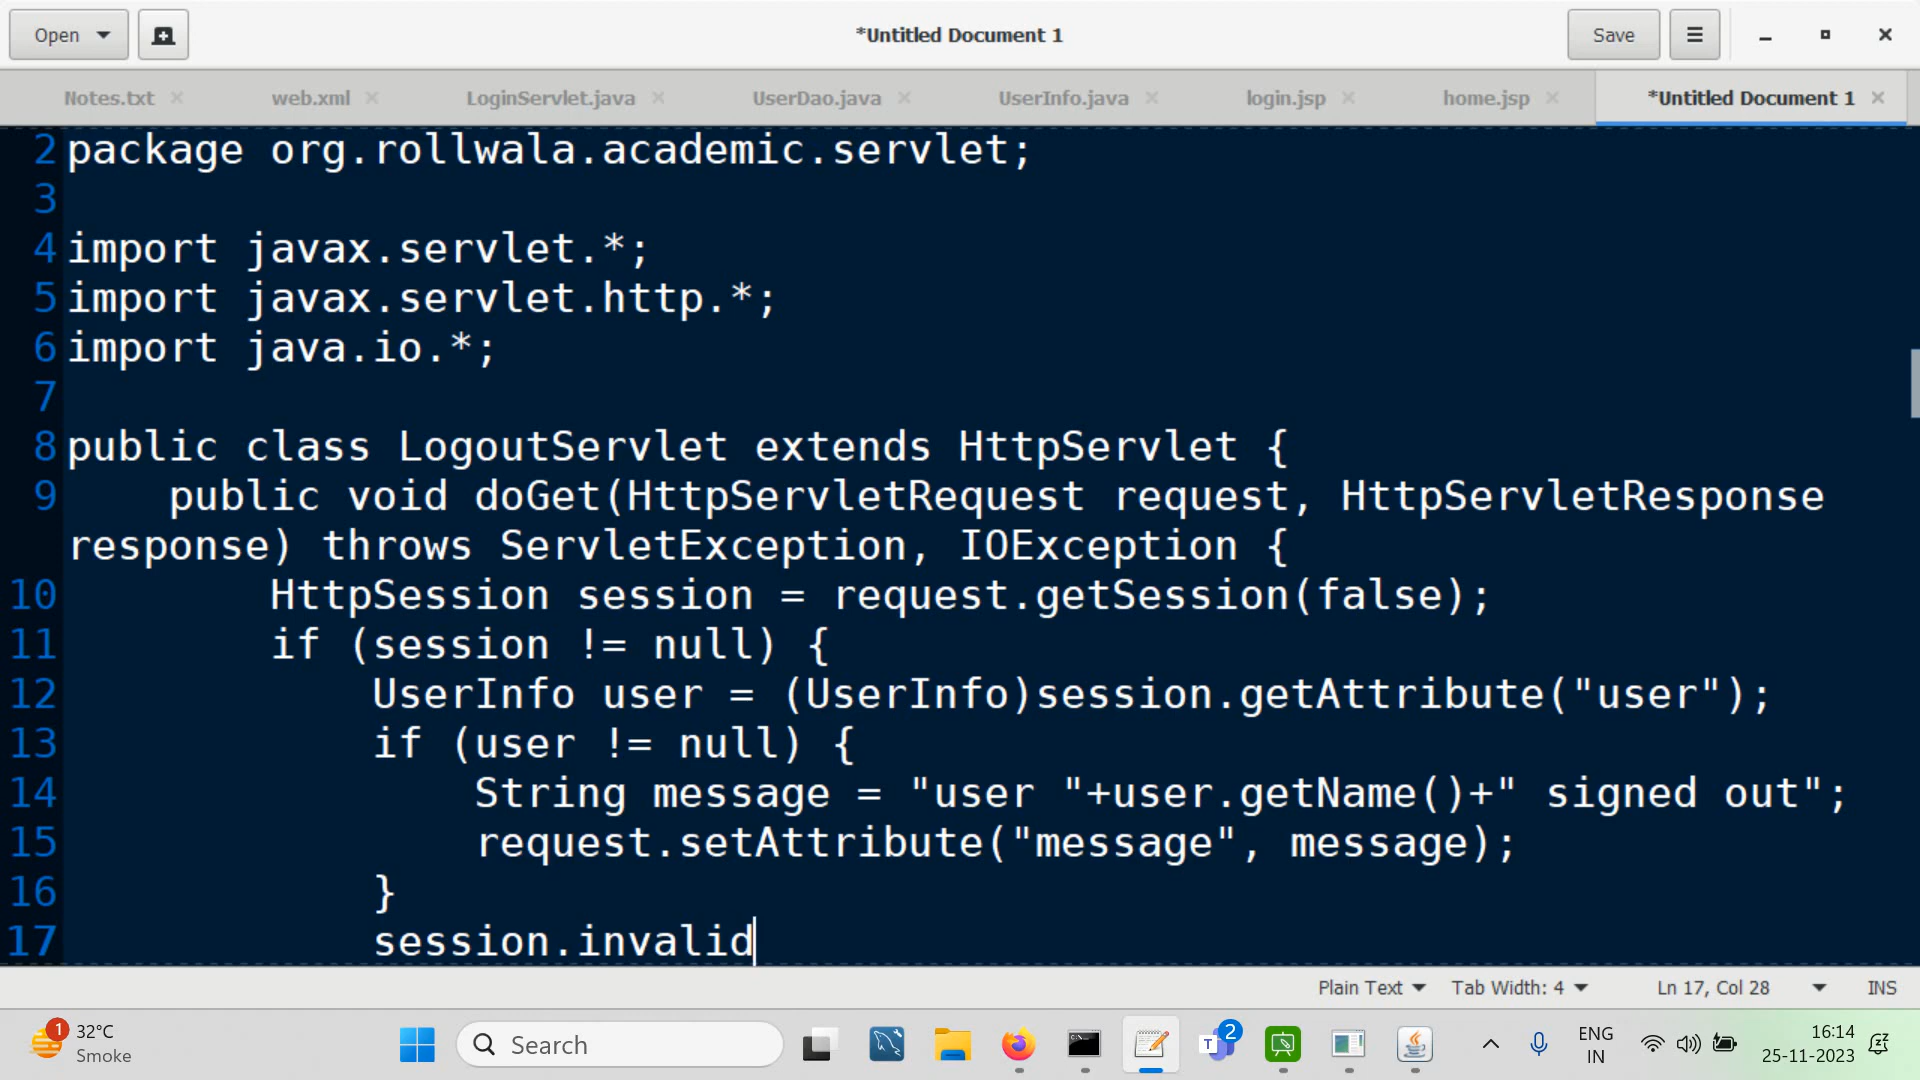 Open
*Untitled Document 1
Save
Notes.txt web.xml LoginServlet.java UserDao.java UserInfo.java login.jsp home.jsp *Untitled Document 1
2 package org.rollwala.academic.servlet;
3
4 import javax.servlet.*;
5 import javax.servlet.http.*;
6 import java.io.*;
7
8 public class LogoutServlet extends HttpServlet {
9 public void doGet(HttpServletRequest request, HttpServletResponse
response) throws ServletException, IOException {
10 HttpSession session = request.getSession(false);
11 if (session != null) {
12 UserInfo user = (UserInfo)session.getAttribute("user");
13 if (user != null) {
14 String message = "user "+user.getName()+" signed out";
15 request.setAttribute("message", message);
16 }
17 session.invalid
Plain Text Tab Width: 4 Ln 17, Col 28 INS
1 32°C
Smoke
Search
T 2
ENG
IN
16:14
25-11-2023